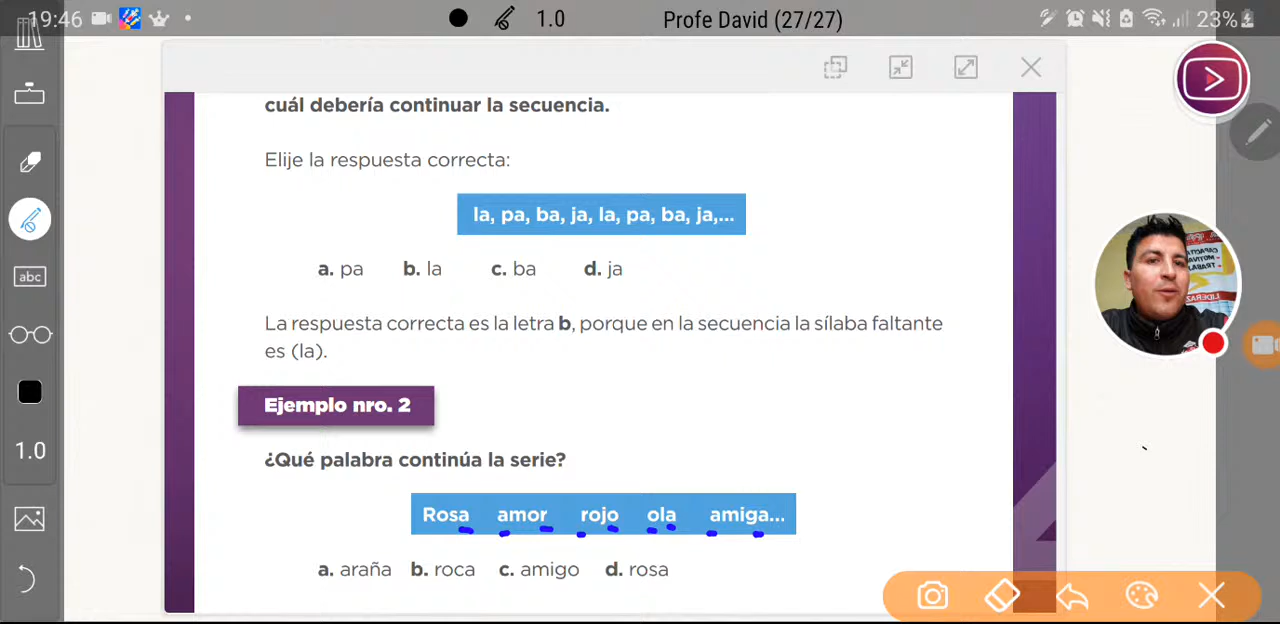 19:46 1.0 Profe David (27/27) 23%
cuál debería continuar la secuencia.
Elije la respuesta correcta:
la, pa, ba, ja, la, pa, ba, ja,...
a. pa b. la c. ba d. ja
La respuesta correcta es la letra b, porque en la secuencia la sílaba faltante
es (la).
Ejemplo nro. 2
¿Qué palabra continúa la serie?
Rosa amor rojo ola amiga...
a. araña b. roca c. amigo d. rosa
abc
1.0